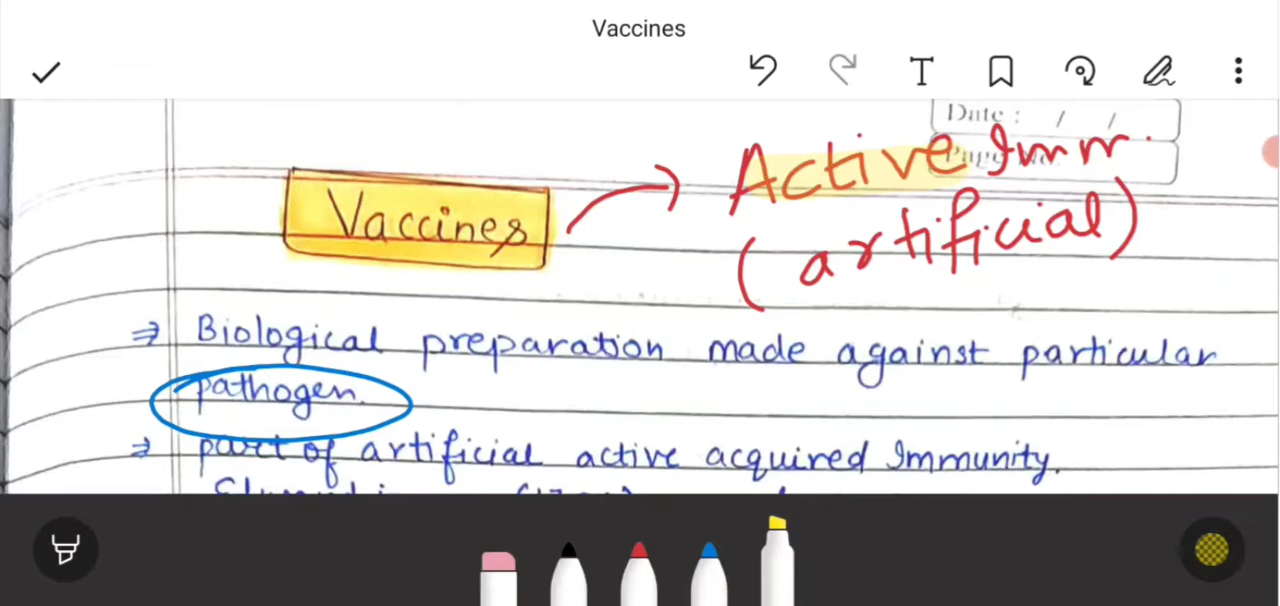 Vaccines
T
Date : / /
Page No.
Vaccines → Active Imm.
(artificial)
⇒ Biological preparation made against particular
pathogen.
⇒ part of artificial active acquired Immunity.